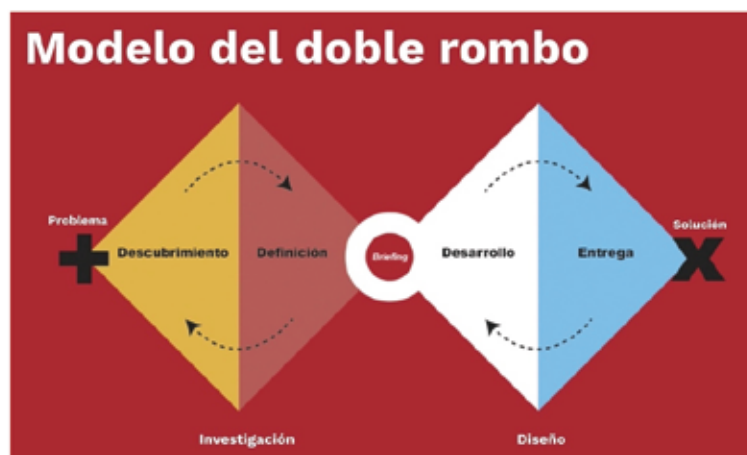 Modelo del doble rombo
Problema
Descubrimiento
Definición
Briefing
Desarrollo
Entrega
Solución
Investigación
Diseño